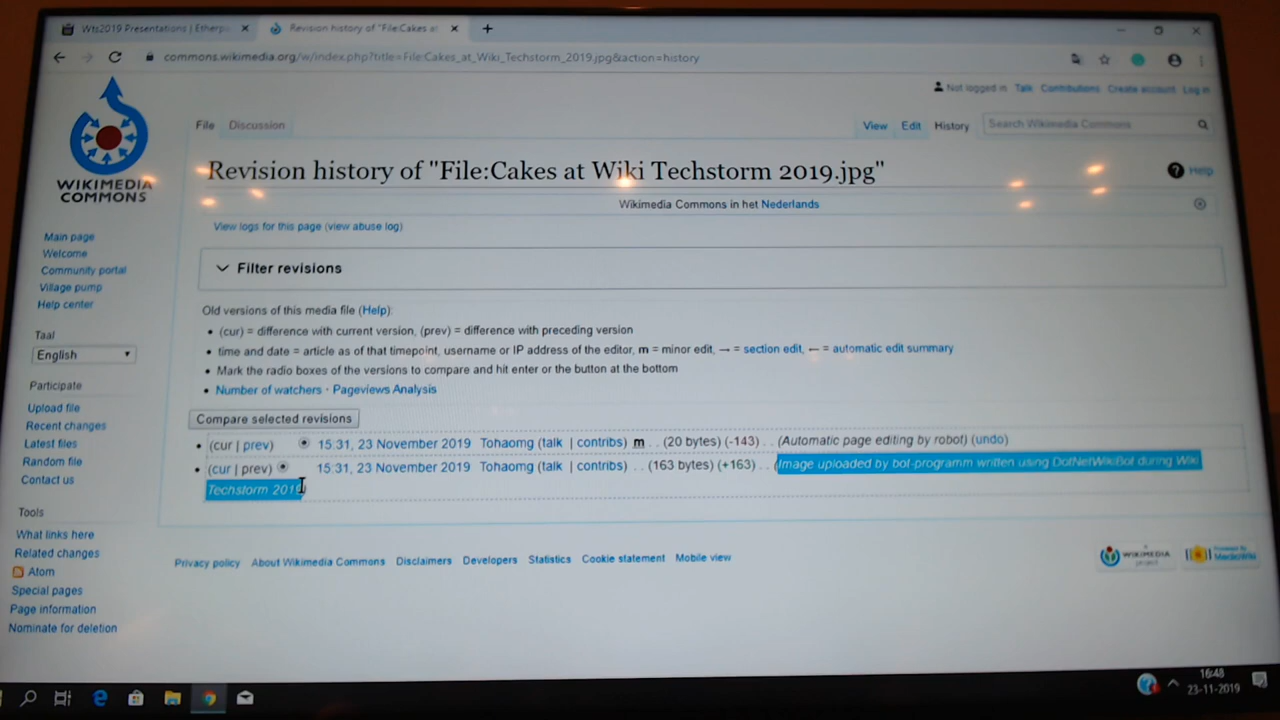 Wts2019 Presentations | Etherp
Revision history of "File:Cakes a
commons.wikimedia.org/w/index.php?title=File:Cakes_at_Wiki_Techstorm_2019.jpg&action=history
Not logged in Talk Contributions Create account Log in
File Discussion View Edit History Search Wikimedia Commons
Revision history of "File:Cakes at Wiki Techstorm 2019.jpg"
Help
WIKIMEDIA
COMMONS
Wikimedia Commons in het Nederlands
View logs for this page (view abuse log)
Main page
Welcome
Community portal
Village pump
Help center
Filter revisions
Old versions of this media file (Help):
(cur) = difference with current version, (prev) = difference with preceding version
time and date = article as of that timepoint, username or IP address of the editor, m = minor edit, → = section edit, ← = automatic edit summary
Mark the radio boxes of the versions to compare and hit enter or the button at the bottom
Number of watchers · Pageviews Analysis
Taal
English
Participate
Upload file
Recent changes
Latest files
Random file
Contact us
Compare selected revisions
(cur | prev) 15:31, 23 November 2019 Tohaomg (talk | contribs) m . . (20 bytes) (-143) . . (Automatic page editing by robot) (undo)
(cur | prev) 15:31, 23 November 2019 Tohaomg (talk | contribs) . . (163 bytes) (+163) . . (Image uploaded by bot-programm written using DotNetWikiBot during Wiki
Techstorm 2019
Tools
What links here
Related changes
Atom
Special pages
Page information
Nominate for deletion
Privacy policy About Wikimedia Commons Disclaimers Developers Statistics Cookie statement Mobile view
WIKIMEDIA
project
Powered By
MediaWiki
16:48
23-11-2019